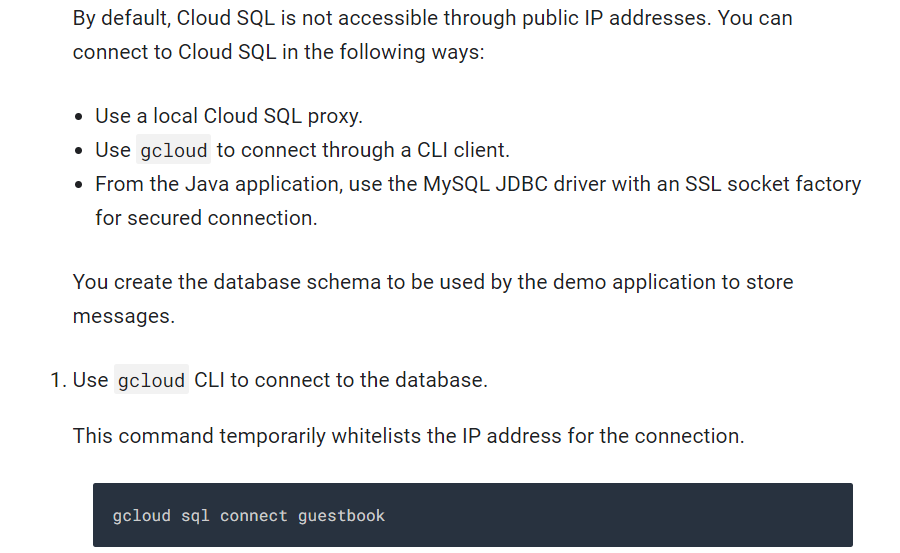 By default, Cloud SQL is not accessible through public IP addresses. You can
connect to Cloud SQL in the following ways:
• Use a local Cloud SQL proxy.
• Use gcloud to connect through a CLI client.
• From the Java application, use the MySQL JDBC driver with an SSL socket factory
for secured connection.
You create the database schema to be used by the demo application to store
messages.
1. Use gcloud CLI to connect to the database.
This command temporarily whitelists the IP address for the connection.
gcloud sql connect guestbook